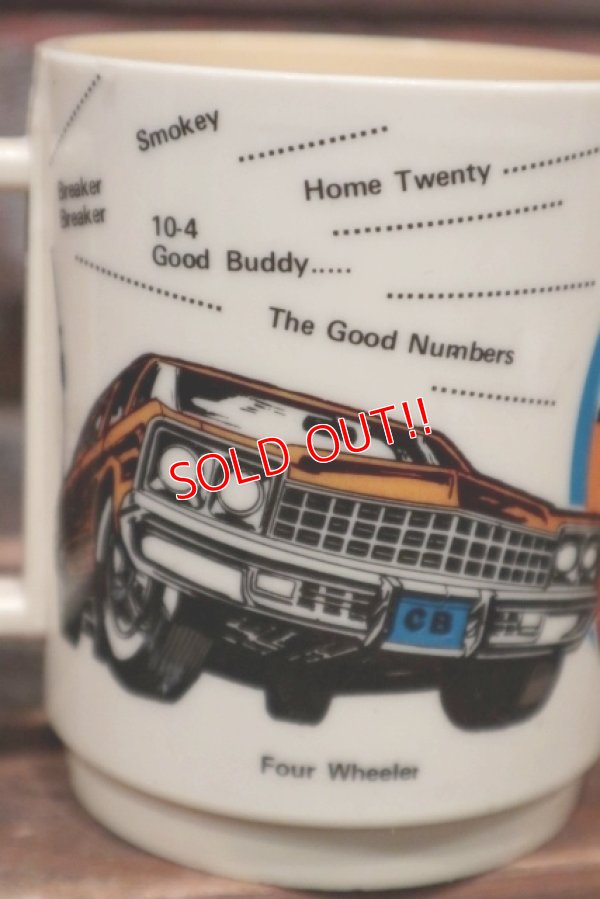 Smokey
Home Twenty
Breaker
Breaker
10-4
Good Buddy.....
The Good Numbers
SOLD OUT!!
CB
Four Wheeler